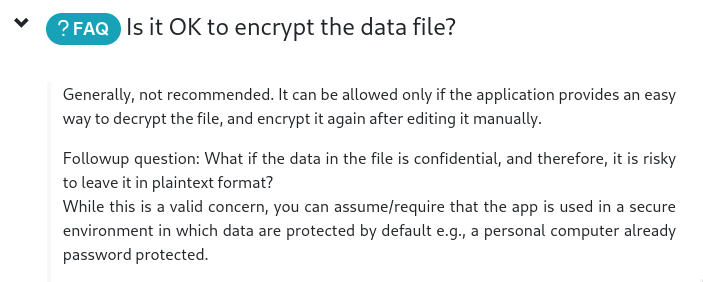 ? FAQ Is it OK to encrypt the data file?
Generally, not recommended. It can be allowed only if the application provides an easy
way to decrypt the file, and encrypt it again after editing it manually.
Followup question: What if the data in the file is confidential, and therefore, it is risky
to leave it in plaintext format?
While this is a valid concern, you can assume/require that the app is used in a secure
environment in which data are protected by default e.g., a personal computer already
password protected.